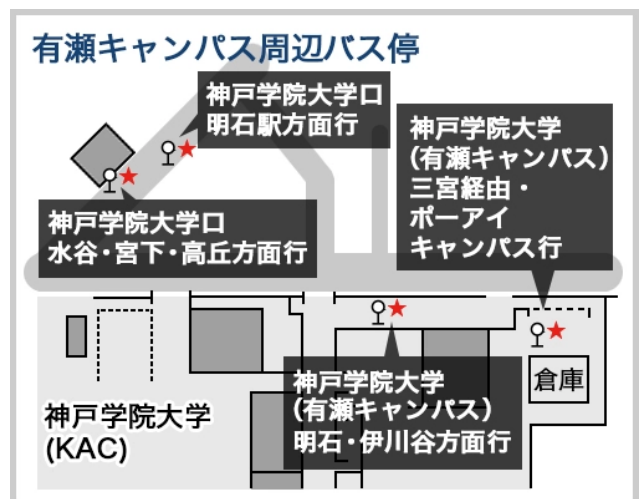 有瀬キャンパス周辺バス停
神戸学院大学口
明石駅方面行
神戸学院大学
(有瀬キャンパス)
三宮経由・
ポーアイ
キャンパス行
神戸学院大学口
水谷・宮下・高丘方面行
神戸学院大学
(有瀬キャンパス)
明石・伊川谷方面行
倉庫
神戸学院大学
(KAC)